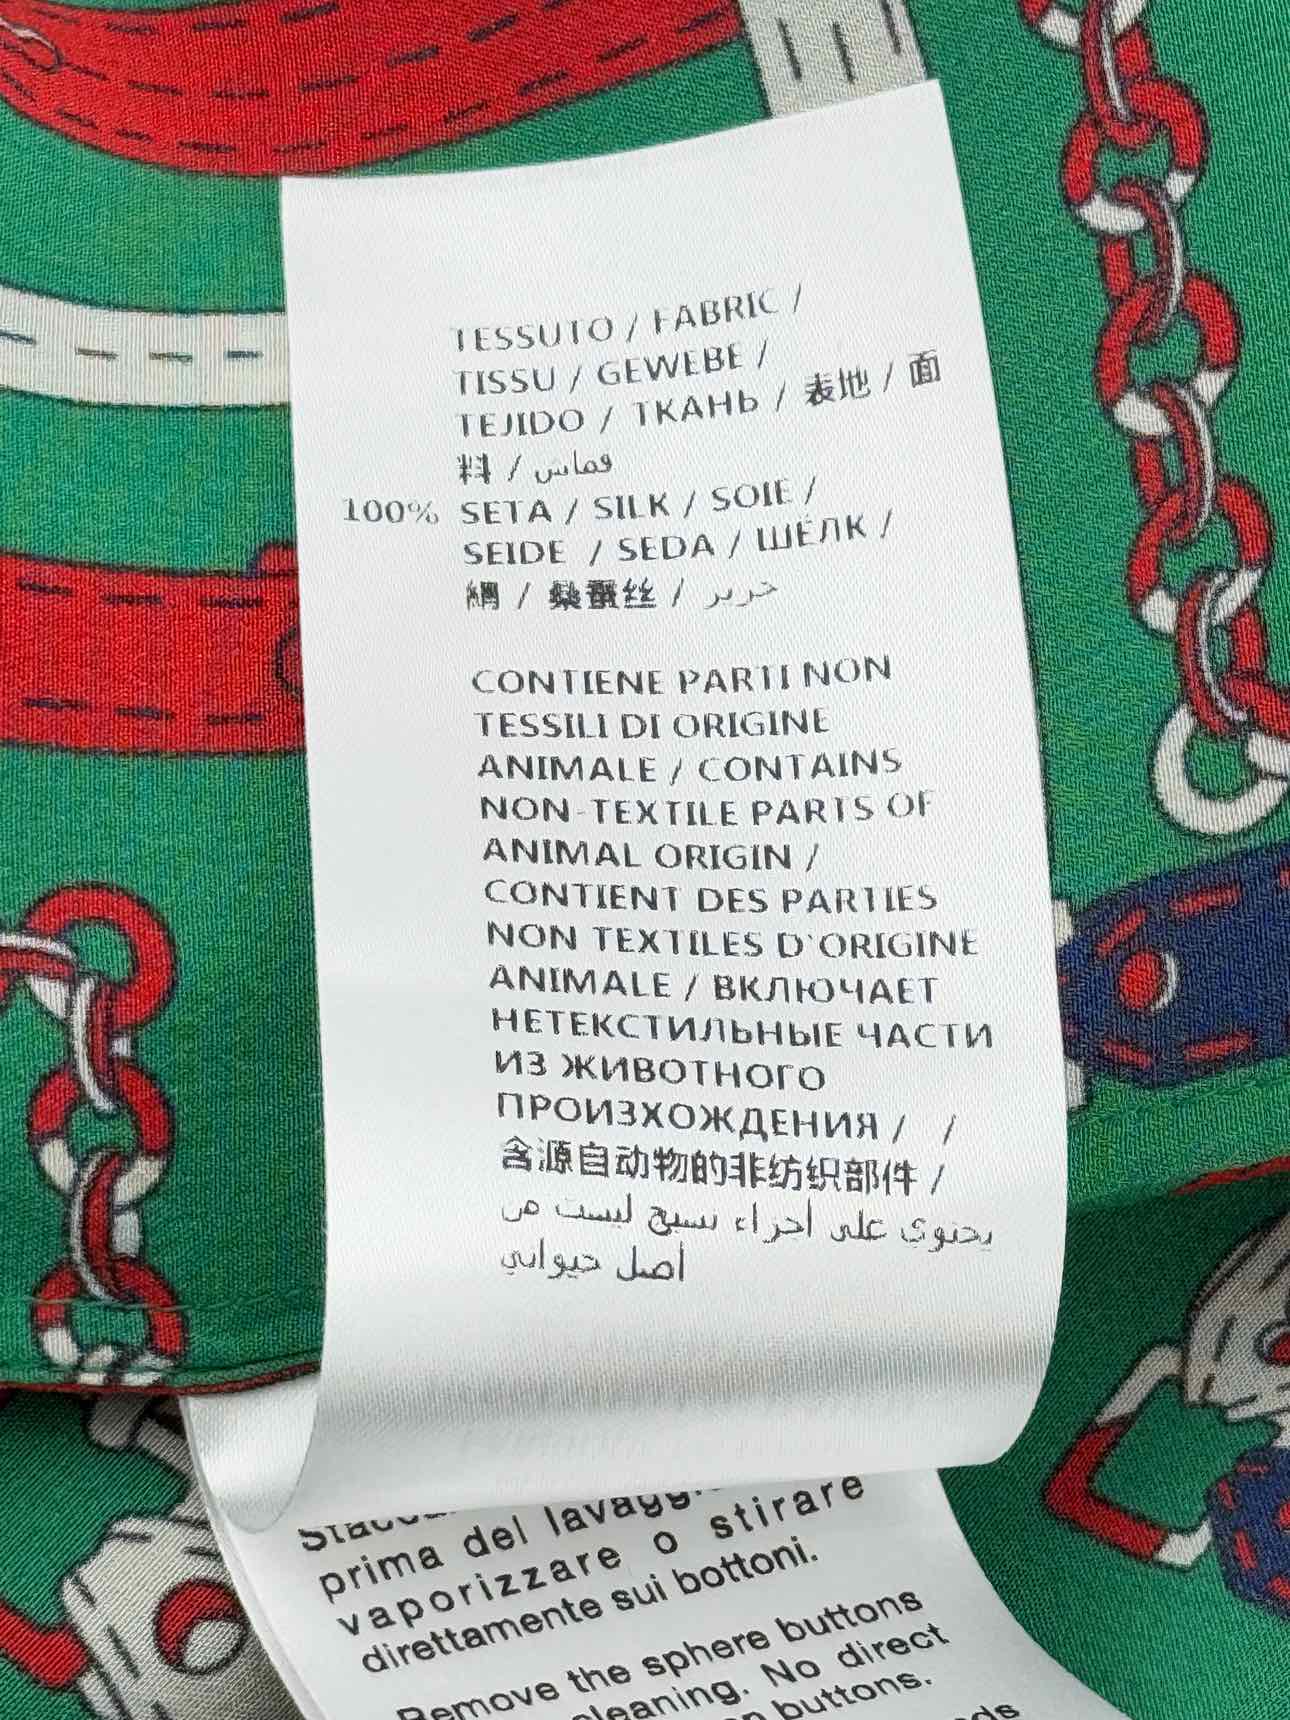 TESSUTO / FABRIC /
TISSU / GEWEBE /
TEJIDO / ТКАНЬ / 表地 / 面
料 / قماش
100% SETA / SILK / SOIE /
SEIDE / SEDA / ШЁЛК /
絹 / 桑蚕丝 / حرير
CONTIENE PARTI NON
TESSILI DI ORIGINE
ANIMALE / CONTAINS
NON-TEXTILE PARTS OF
ANIMAL ORIGIN /
CONTIENT DES PARTIES
NON TEXTILES D'ORIGINE
ANIMALE / ВКЛЮЧАЕТ
НЕТЕКСТИЛЬНЫЕ ЧАСТИ
ИЗ ЖИВОТНОГО
ПРОИЗХОЖДЕНИЯ / /
含源自动物的非纺织部件 /
يحتوي على أجزاء نسيج ليست من
أصل حيواني
prima del
vaporizzare o stirare
direttamente sui bottoni.
Remove the sphere buttons
cleaning. No direct
buttons.